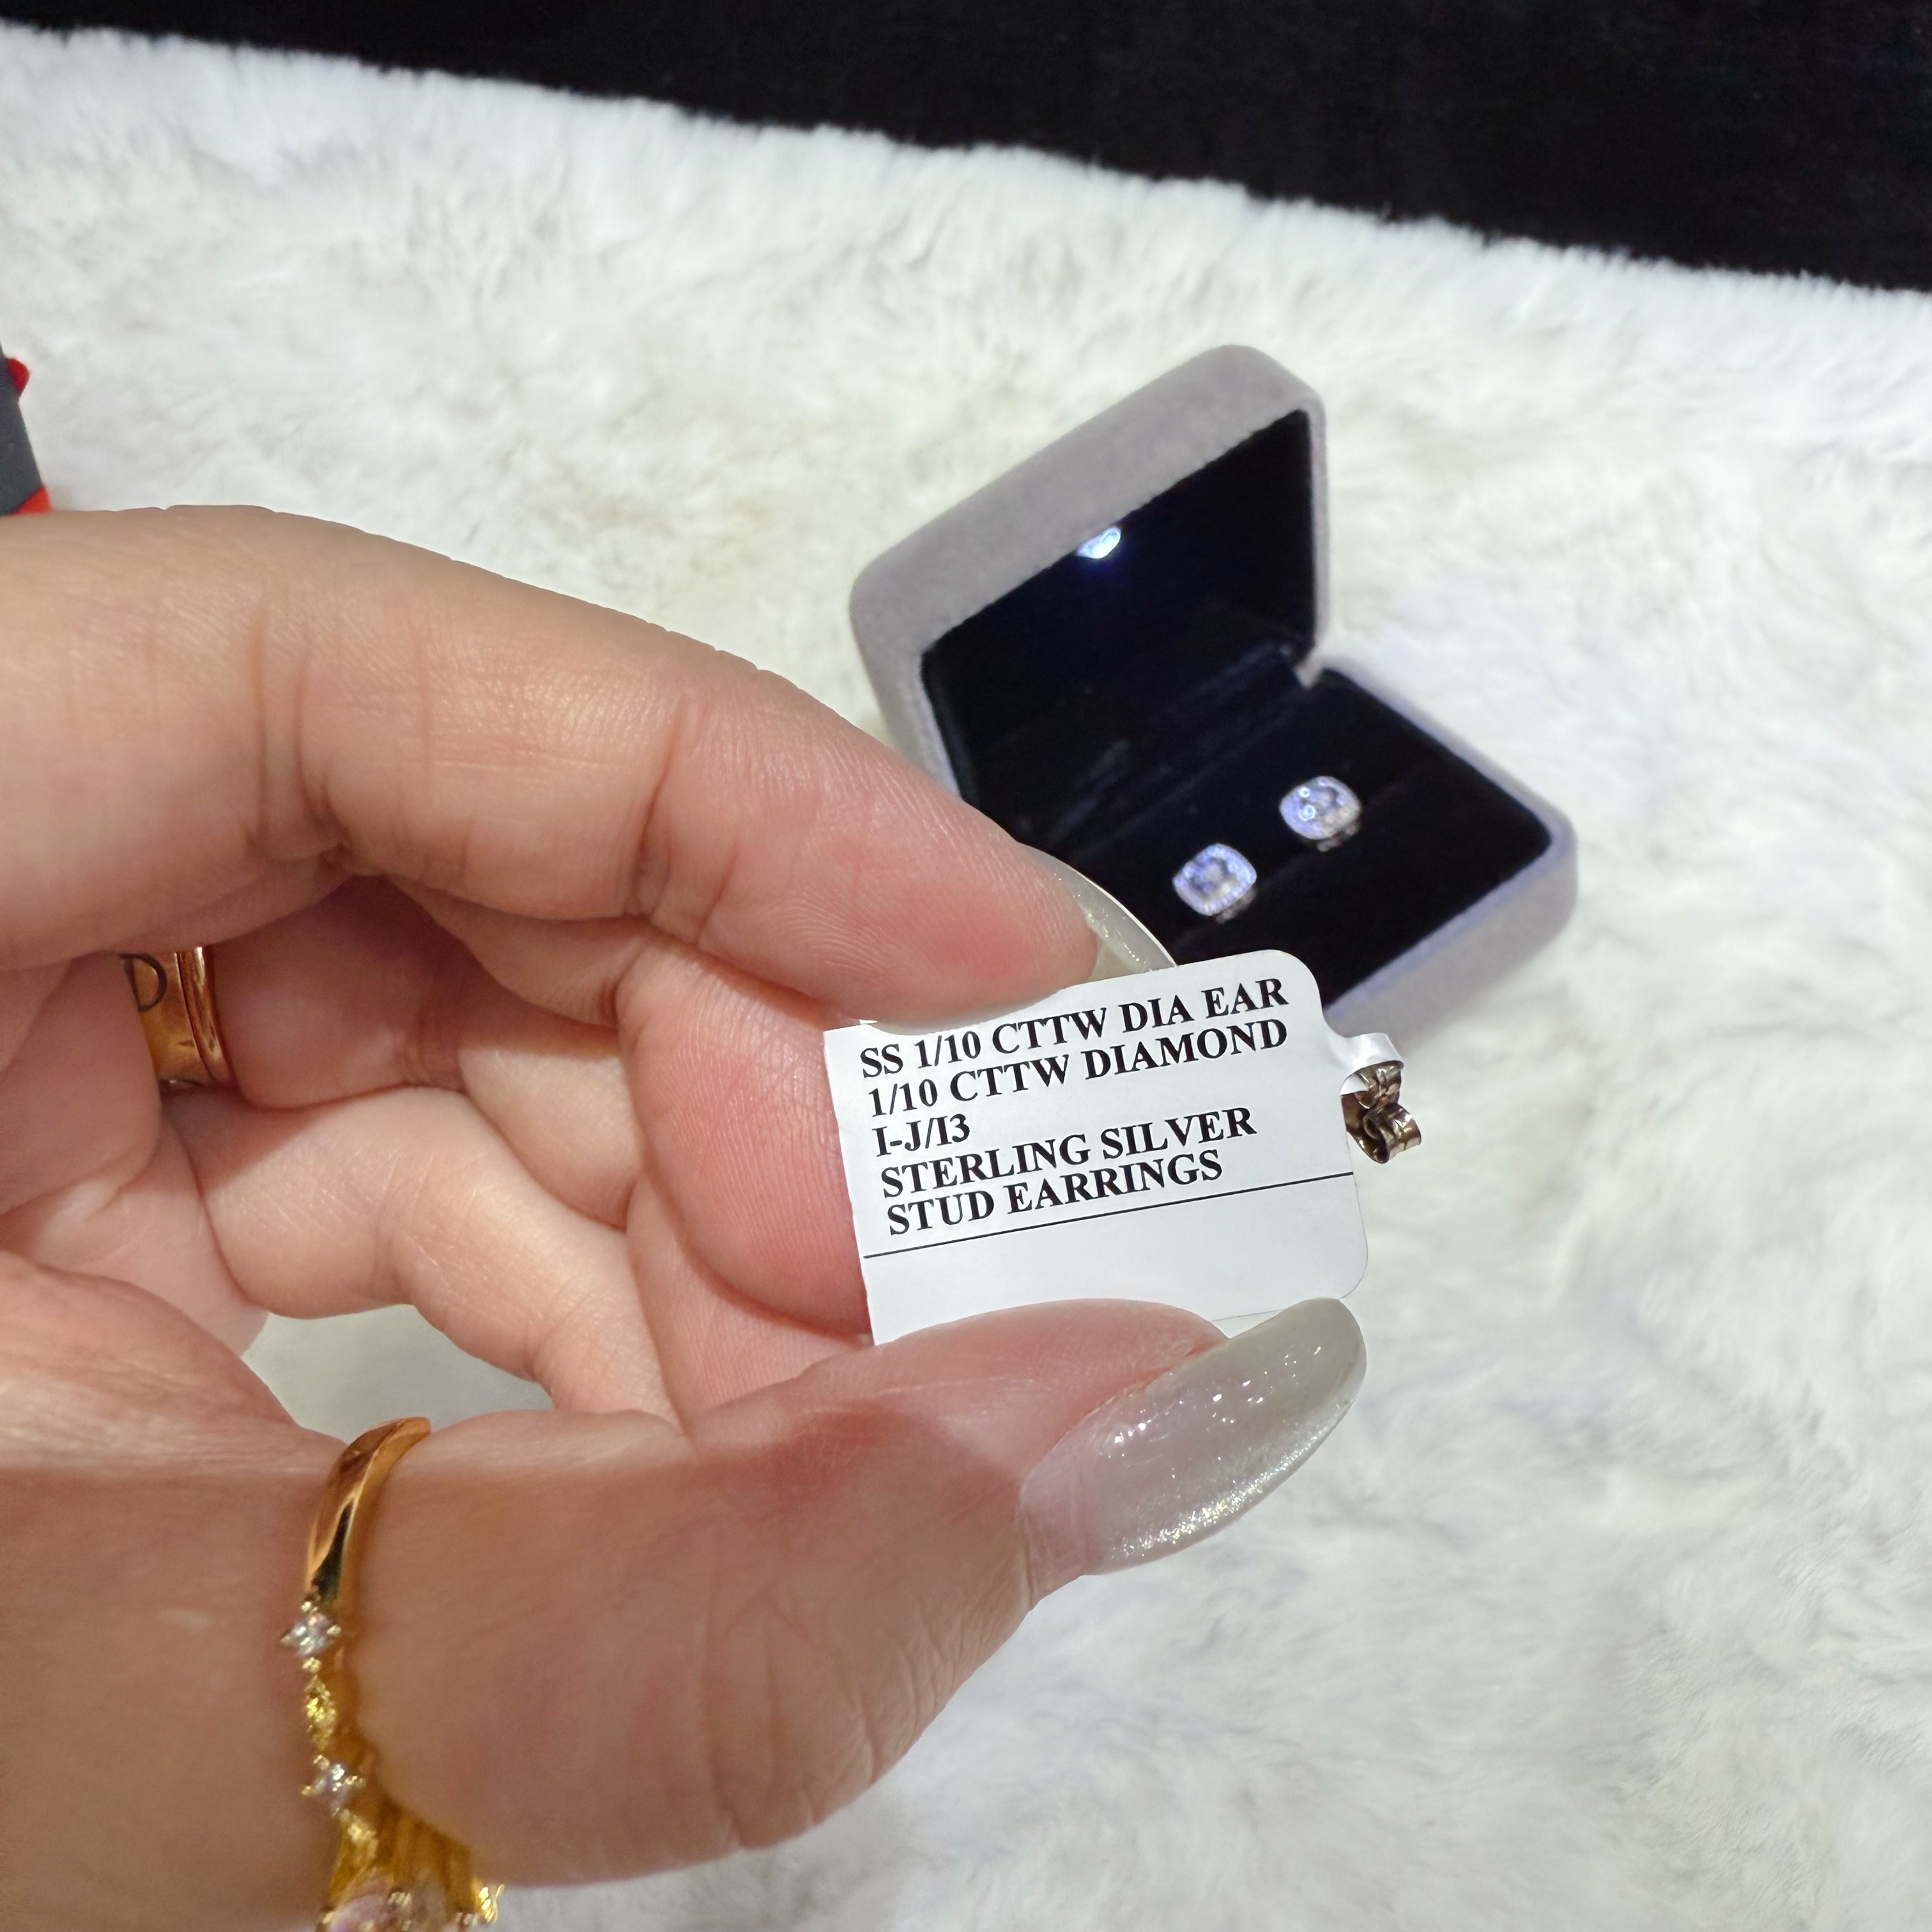 SS 1/10 CTTW DIA EAR
1/10 CTTW DIAMOND
I-J/I3
STERLING SILVER
STUD EARRINGS
D